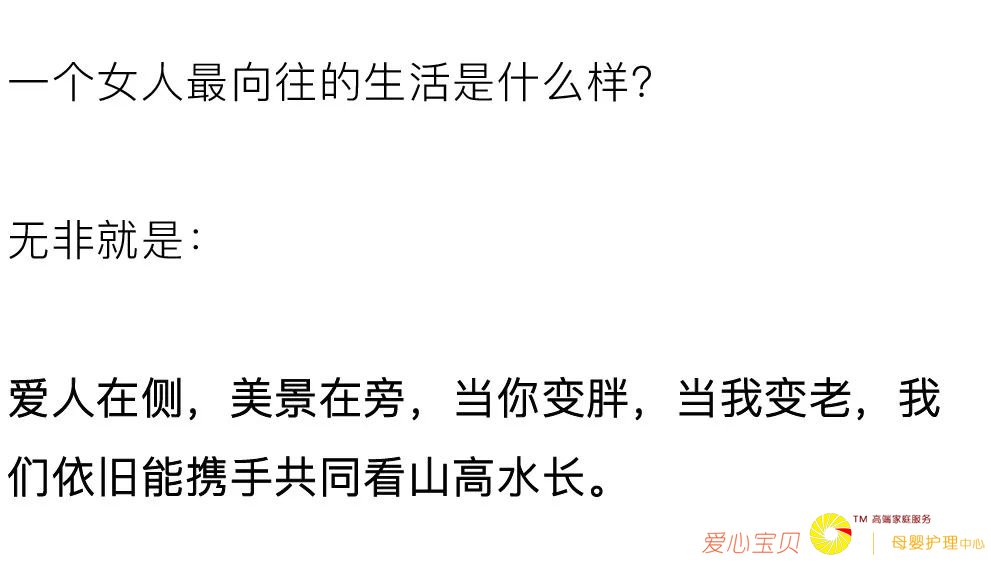 一个女人最向往的生活是什么样?
无非就是:
爱人在侧，美景在旁，当你变胖，当我变老，我
们依旧能携手共同看山高水长。
爱心宝贝 TM 高端家庭服务
母婴护理中心